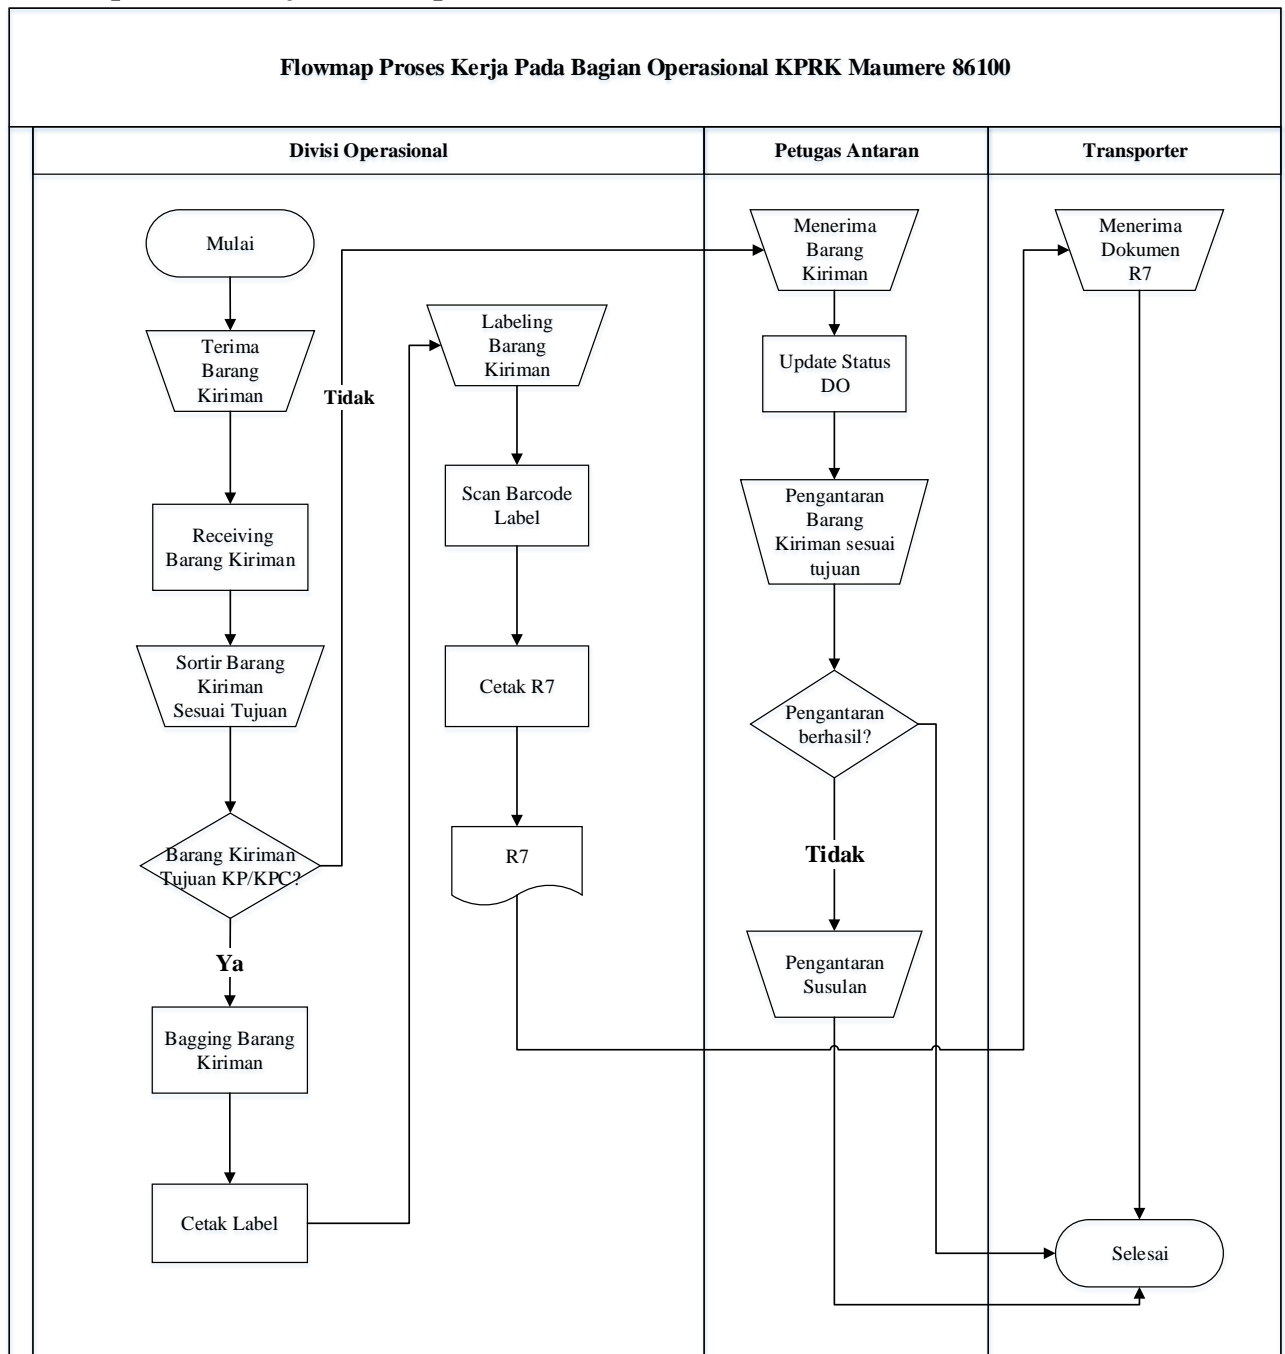 Flowmap Proses Kerja Pada Bagian Operasional KPRK Maumere 86100
Divisi Operasional
Petugas Antaran
Transporter
Mulai
Terima
Barang
Kiriman
Receiving
Barang Kiriman
Sortir Barang
Kiriman
Sesuai Tujuan
Barang Kiriman
Tujuan KP/KPC?
Tidak
Ya
Bagging Barang
Kiriman
Cetak Label
Labeling
Barang
Kiriman
Scan Barcode
Label
Cetak R7
R7
Menerima
Barang
Kiriman
Update Status
DO
Pengantaran
Barang
Kiriman sesuai
tujuan
Pengantaran
berhasil?
Tidak
Pengantaran
Susulan
Menerima
Dokumen
R7
Selesai